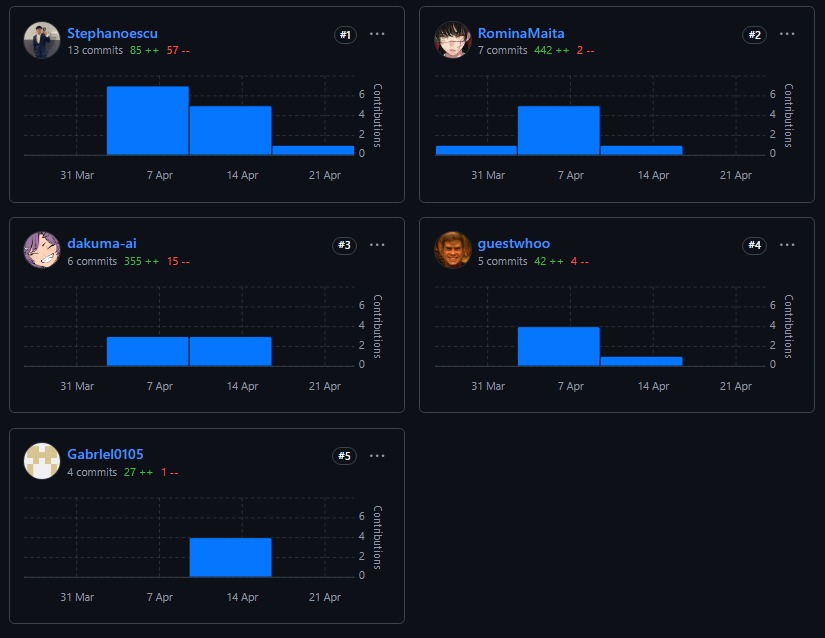 Stephanoescu #1 ...
13 commits 85 ++ 57 --
6
4
2
0
Contributions
31 Mar 7 Apr 14 Apr 21 Apr
RominaMaita #2 ...
7 commits 442 ++ 2 --
6
4
2
0
Contributions
31 Mar 7 Apr 14 Apr 21 Apr
dakuma-ai #3 ...
6 commits 355 ++ 15 --
6
4
2
0
Contributions
31 Mar 7 Apr 14 Apr 21 Apr
guestwhoo #4 ...
5 commits 42 ++ 4 --
6
4
2
0
Contributions
31 Mar 7 Apr 14 Apr 21 Apr
GabrIel0105 #5 ...
4 commits 27 ++ 1 --
6
4
2
0
Contributions
31 Mar 7 Apr 14 Apr 21 Apr